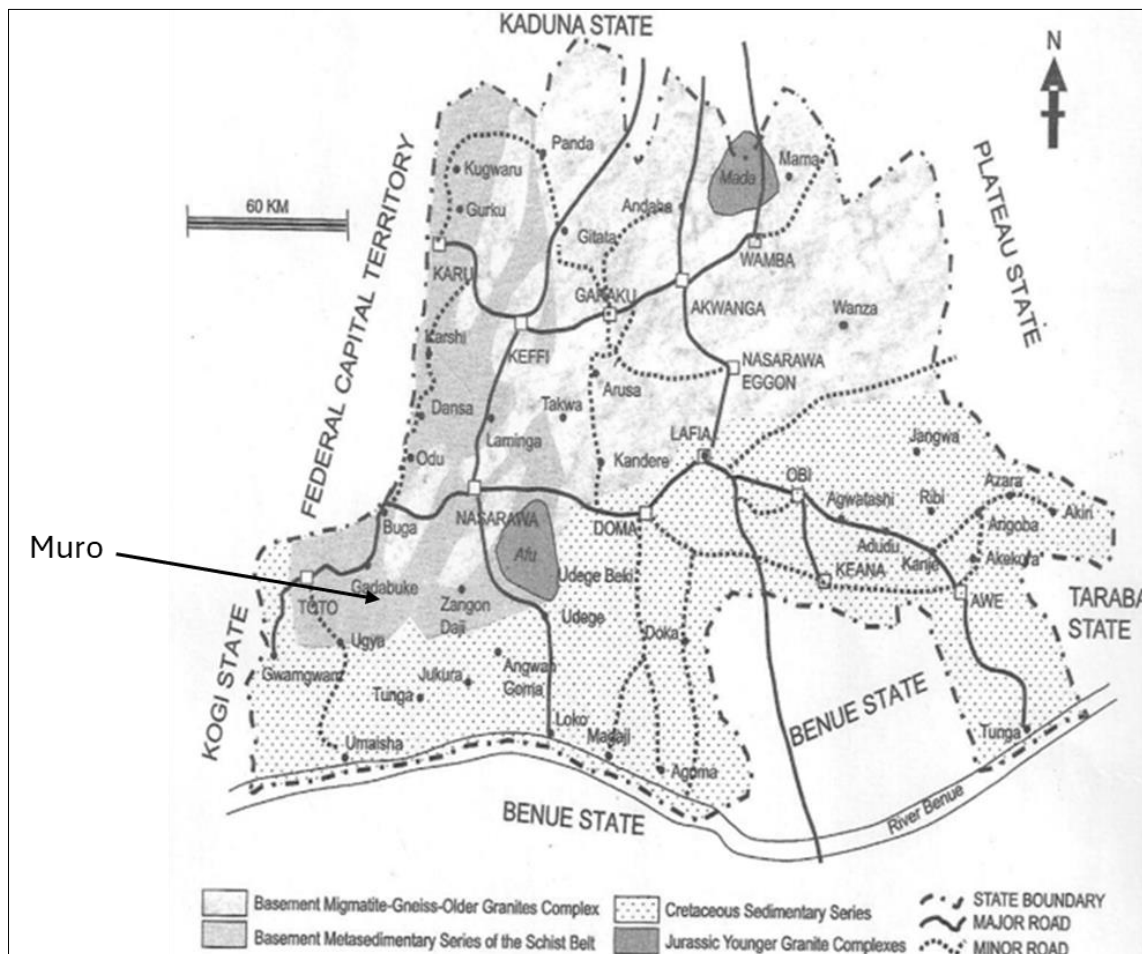 KADUNA STATE
N
Panda
Kugwaru
Mada
Mama
PLATEAU STATE
60 KM
Gurku
Andaha
Gitata
FEDERAL CAPITAL TERRITORY
KARU
WAMBA
GARAKU
AKWANGA
Wanza
Karshi
KEFFI
NASARAWA
EGGON
Arusa
Dansa
Takwa
Laminga
LAFIA
Jangwa
Odu
Kandere
OBI
Azara
Agwatashi
Ribi
Akiri
Buga
NASARAWA
DOMA
Angoba
Muro
Afu
Adudu
Udege Beki
KEANA
Kanje
Akekura
Gadabuke
TOTO
Zangon
Daji
AWE
TARABA
STATE
Udege
Ugya
Doka
KOGI STATE
Gwamgwam
Jukura
Angwan
Goma
Tunga
BENUE STATE
Loko
Madaji
Tunga
Umaisha
Agoma
BENUE STATE
River Benue
Basement Migmatite-Gneiss-Older Granites Complex
Cretaceous Sedimentary Series
STATE BOUNDARY
MAJOR ROAD
Basement Metasedimentary Series of the Schist Belt
Jurassic Younger Granite Complexes
MINOR ROAD